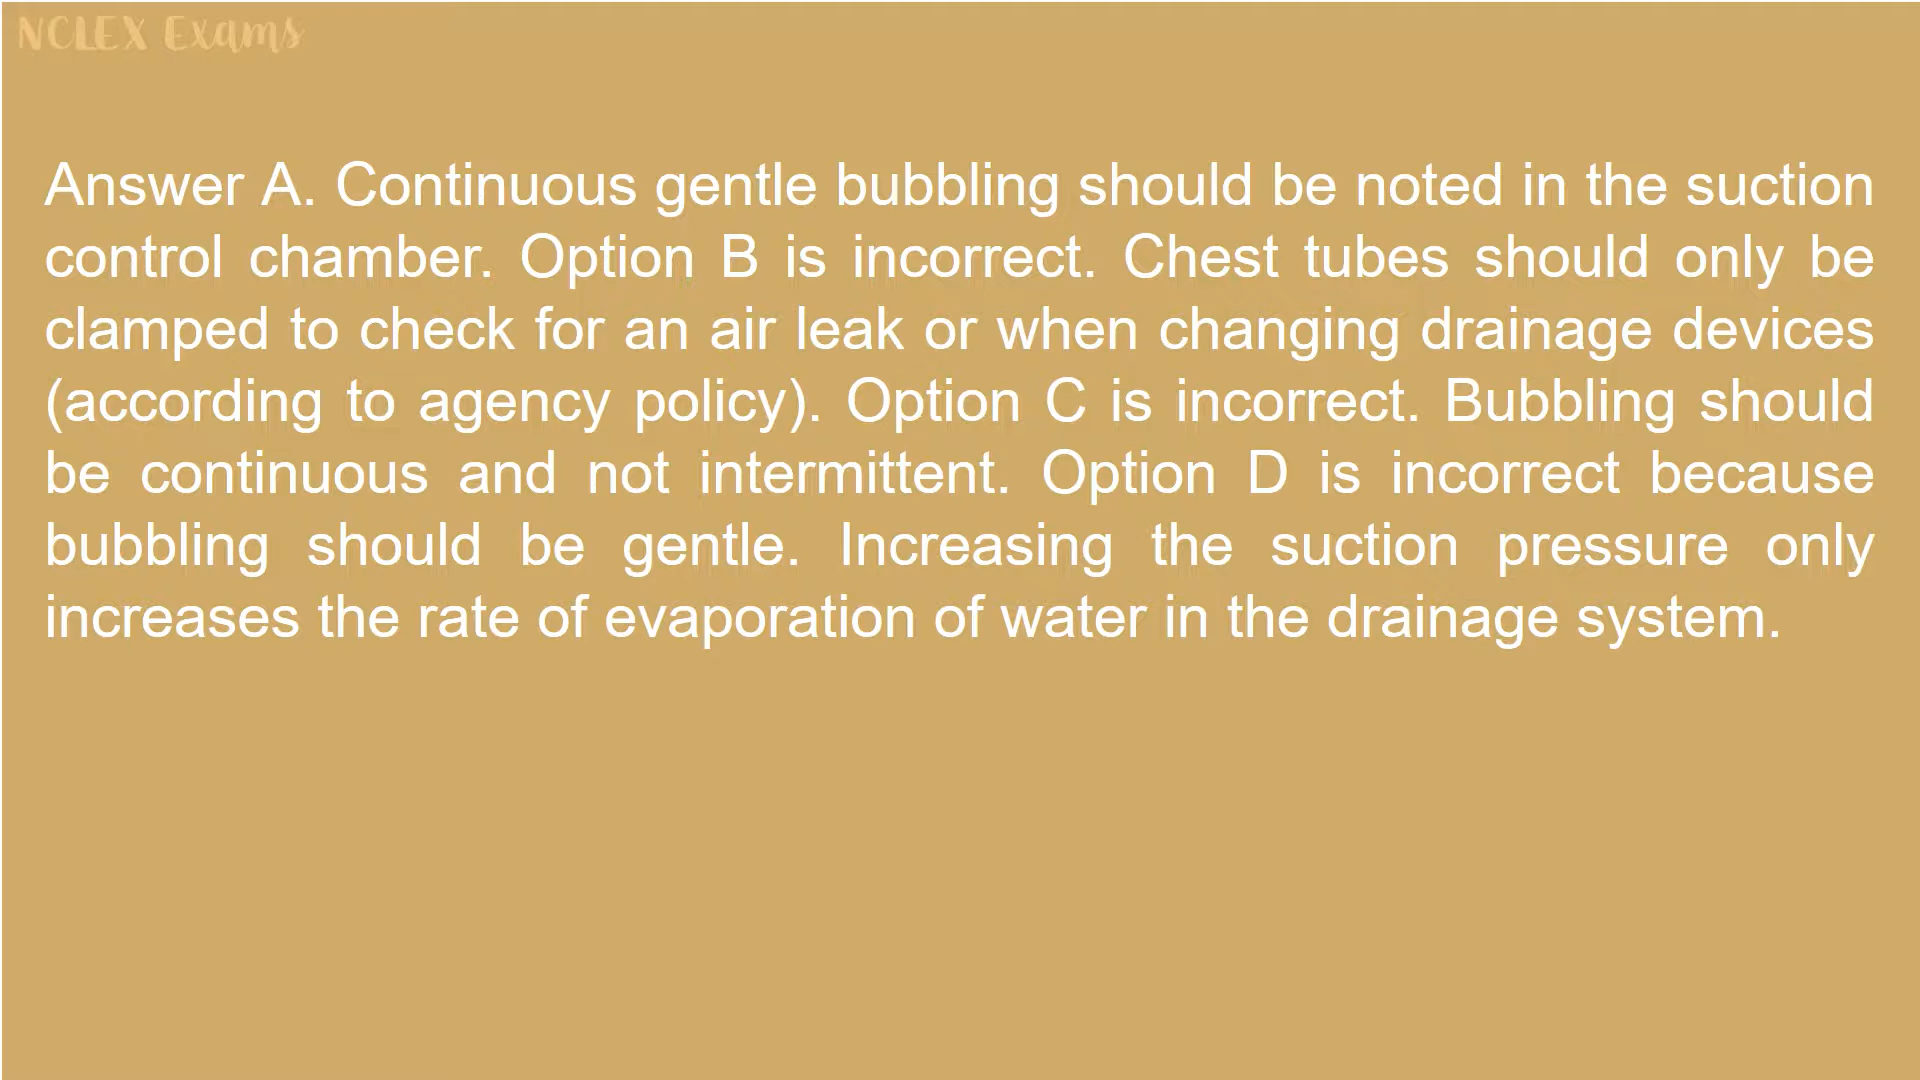 NCLEX Exams
Answer A. Continuous gentle bubbling should be noted in the suction
control chamber. Option B is incorrect. Chest tubes should only be
clamped to check for an air leak or when changing drainage devices
(according to agency policy). Option C is incorrect. Bubbling should
be continuous and not intermittent. Option D is incorrect because
bubbling should be gentle. Increasing the suction pressure only
increases the rate of evaporation of water in the drainage system.